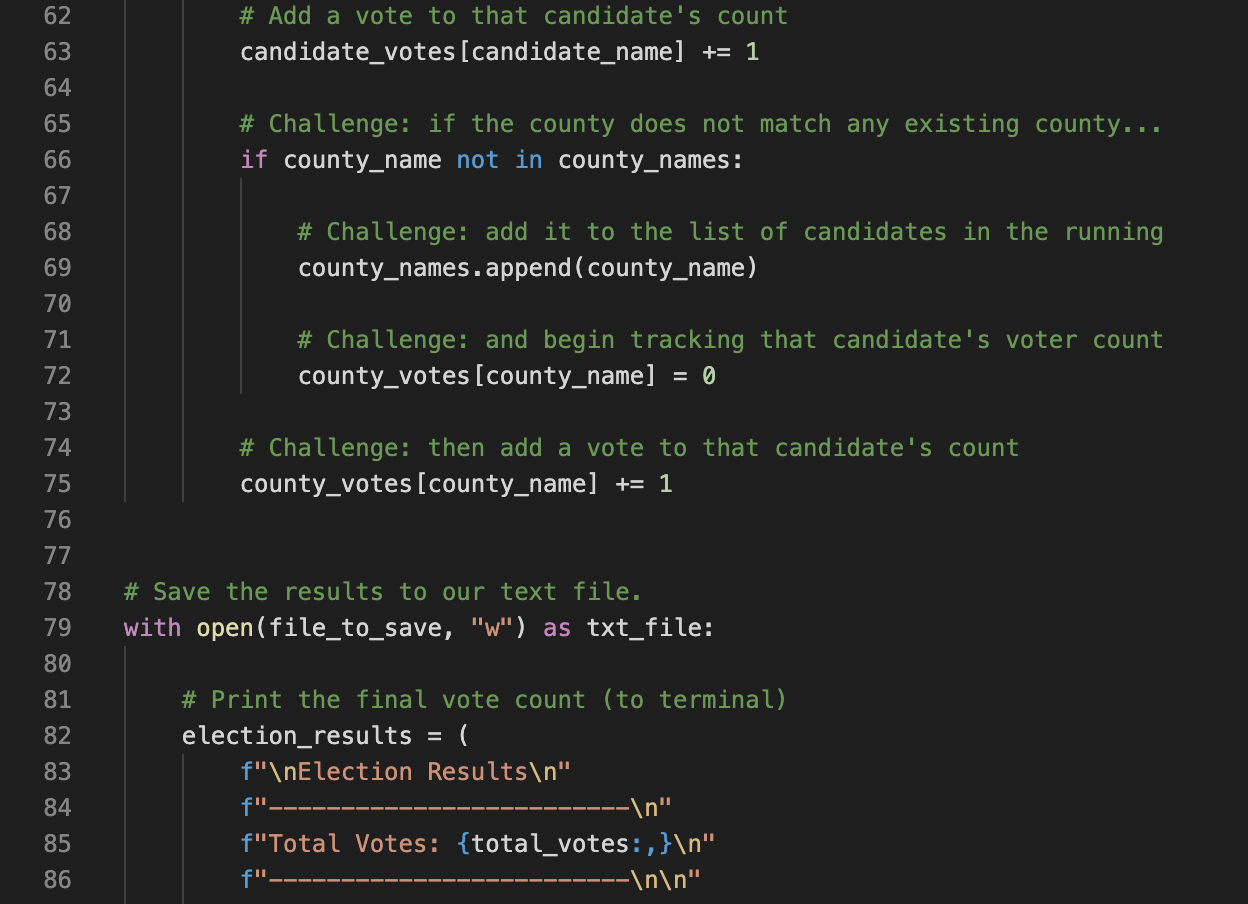 62 # Add a vote to that candidate's count
63 candidate_votes[candidate_name] += 1
64
65 # Challenge: if the county does not match any existing county...
66 if county_name not in county_names:
67
68 # Challenge: add it to the list of candidates in the running
69 county_names.append(county_name)
70
71 # Challenge: and begin tracking that candidate's voter count
72 county_votes[county_name] = 0
73
74 # Challenge: then add a vote to that candidate's count
75 county_votes[county_name] += 1
76
77
78 # Save the results to our text file.
79 with open(file_to_save, "w") as txt_file:
80
81 # Print the final vote count (to terminal)
82 election_results = (
83 f"\nElection Results\n"
84 f"-------------------------\n"
85 f"Total Votes: {total_votes:,}\n"
86 f"-------------------------\n\n"